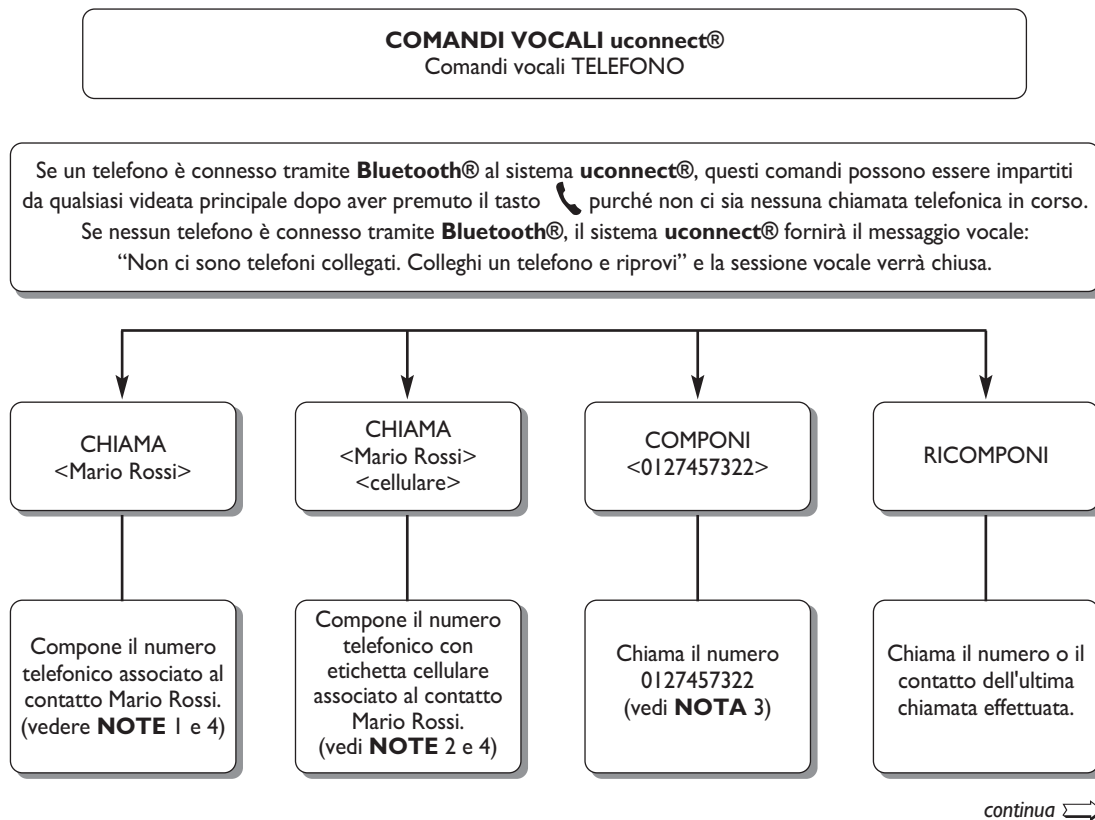 COMANDI VOCALI uconnect®
Comandi vocali TELEFONO
Se un telefono è connesso tramite Bluetooth® al sistema uconnect®, questi comandi possono essere impartiti
da qualsiasi videata principale dopo aver premuto il tasto purché non ci sia nessuna chiamata telefonica in corso.
Se nessun telefono è connesso tramite Bluetooth®, il sistema uconnect® fornirà il messaggio vocale:
“Non ci sono telefoni collegati. Colleghi un telefono e riprovi” e la sessione vocale verrà chiusa.
CHIAMA
<Mario Rossi>
CHIAMA
<Mario Rossi>
<cellulare>
COMPONI
<0127457322>
RICOMPONI
Compone il numero
telefonico associato al
contatto Mario Rossi.
(vedere NOTE 1 e 4)
Compone il numero
telefonico con
etichetta cellulare
associato al contatto
Mario Rossi.
(vedi NOTE 2 e 4)
Chiama il numero
0127457322
(vedi NOTA 3)
Chiama il numero o il
contatto dell'ultima
chiamata effettuata.
continua